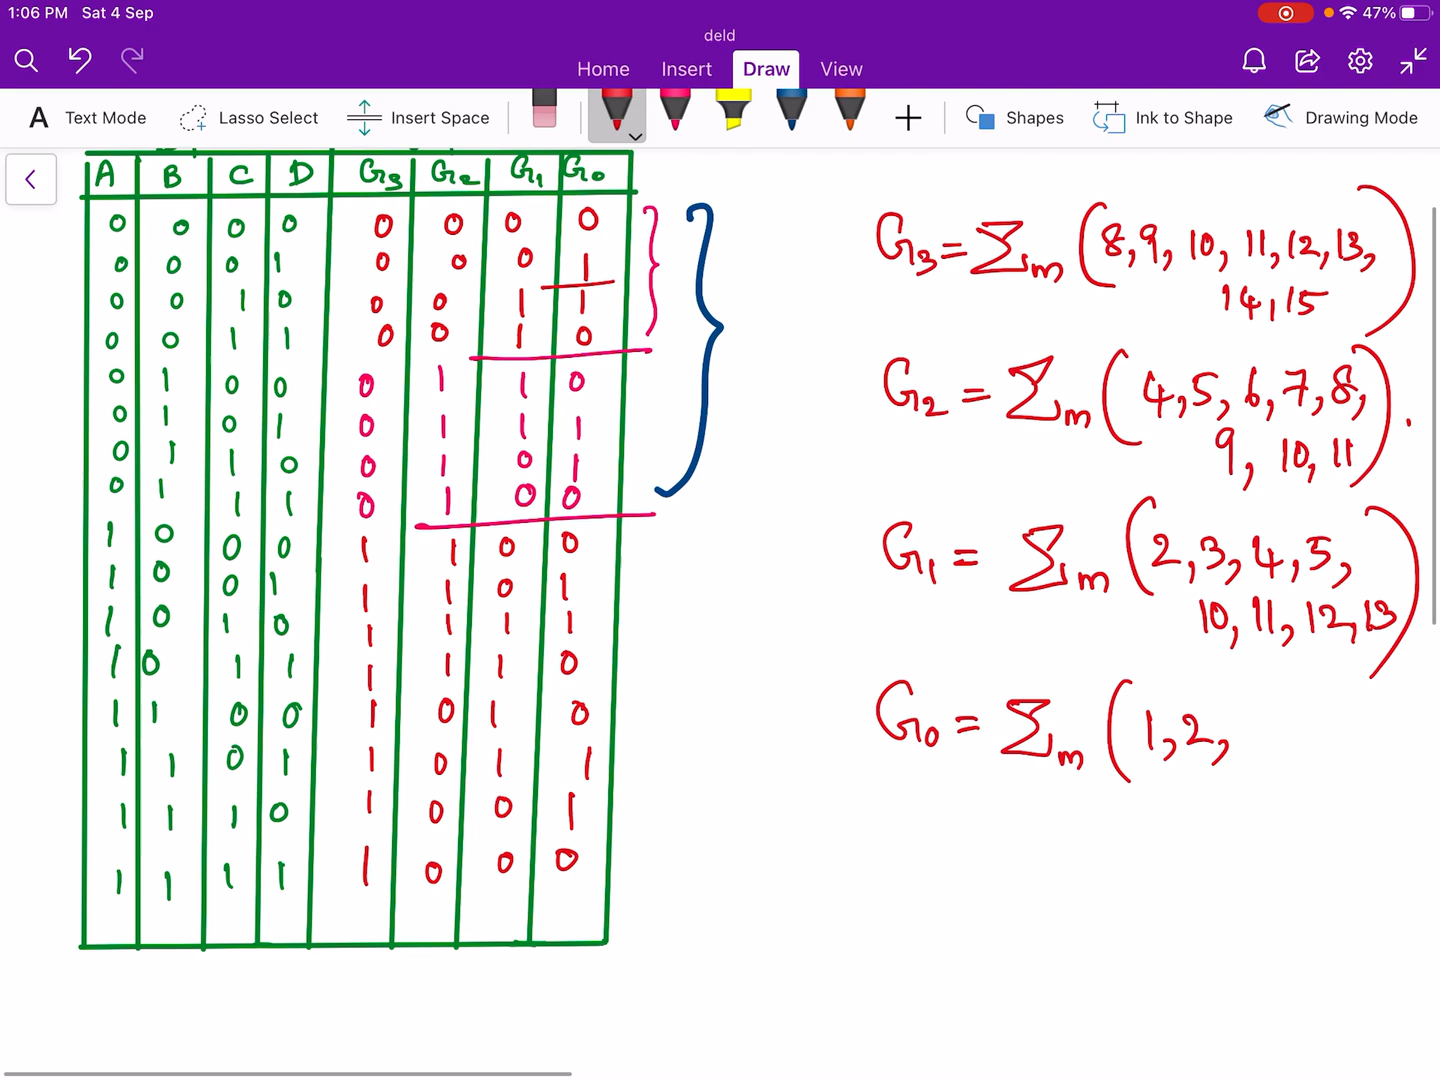 1:06 PM Sat 4 Sep 47%
deld
Home Insert Draw View
A Text Mode Lasso Select Insert Space Shapes Ink to Shape Drawing Mode
A B C D G₃ G₂ G₁ G₀
0 0 0 0 0 0 0 0
0 0 0 1 0 0 0 1
0 0 1 0 0 0 1 1
0 0 1 1 0 0 1 0
0 1 0 0 0 1 1 0
0 1 0 1 0 1 1 1
0 1 1 0 0 1 0 1
0 1 1 1 0 1 0 0
1 0 0 0 1 1 0 0
1 0 0 1 1 1 0 1
1 0 1 0 1 1 1 1
1 0 1 1 1 1 1 0
1 1 0 0 1 0 1 0
1 1 0 1 1 0 1 1
1 1 1 0 1 0 0 1
1 1 1 1 1 0 0 0
G₃ = Σm (8, 9, 10, 11, 12, 13,
14, 15)
G₂ = Σm (4, 5, 6, 7, 8,
9, 10, 11).
G₁ = Σm (2, 3, 4, 5,
10, 11, 12, 13)
G₀ = Σm (1, 2,